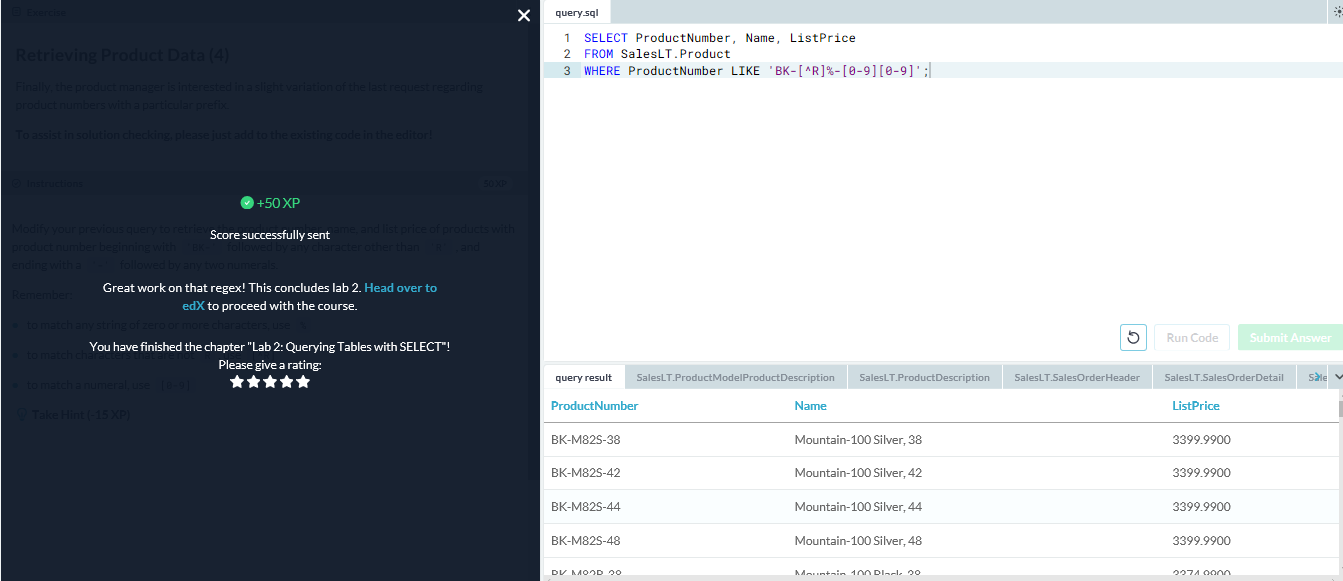 Exercise
Retrieving Product Data (4)
Finally, the product manager is interested in a slight variation of the last request regarding
product numbers with a particular prefix.
To assist in solution checking, please just add to the existing code in the editor!
Instructions
50 XP
+50 XP
Score successfully sent
Modify your previous query to retrieve the product number, name, and list price of products with
product number beginning with followed by any character other than and
ending with a followed by any two numerals.
Great work on that regex! This concludes lab 2. Head over to
edX to proceed with the course.
Remember:
to match any string of zero or more characters, use %
You have finished the chapter "Lab 2: Querying Tables with SELECT"!
to match characters that are not
Please give a rating:
to match a numeral, use [0-9]
Take Hint (-15 XP)
query.sql
1 SELECT ProductNumber, Name, ListPrice
2 FROM SalesLT.Product
3 WHERE ProductNumber LIKE 'BK-[^R]%-[0-9][0-9]';
Run Code
Submit Answer
query result SalesLT.ProductModelProductDescription SalesLT.ProductDescription SalesLT.SalesOrderHeader SalesLT.SalesOrderDetail
ProductNumber Name ListPrice
BK-M82S-38 Mountain-100 Silver, 38 3399.9900
BK-M82S-42 Mountain-100 Silver, 42 3399.9900
BK-M82S-44 Mountain-100 Silver, 44 3399.9900
BK-M82S-48 Mountain-100 Silver, 48 3399.9900
BK-M82B-38 Mountain-100 Black, 38 3374.9900